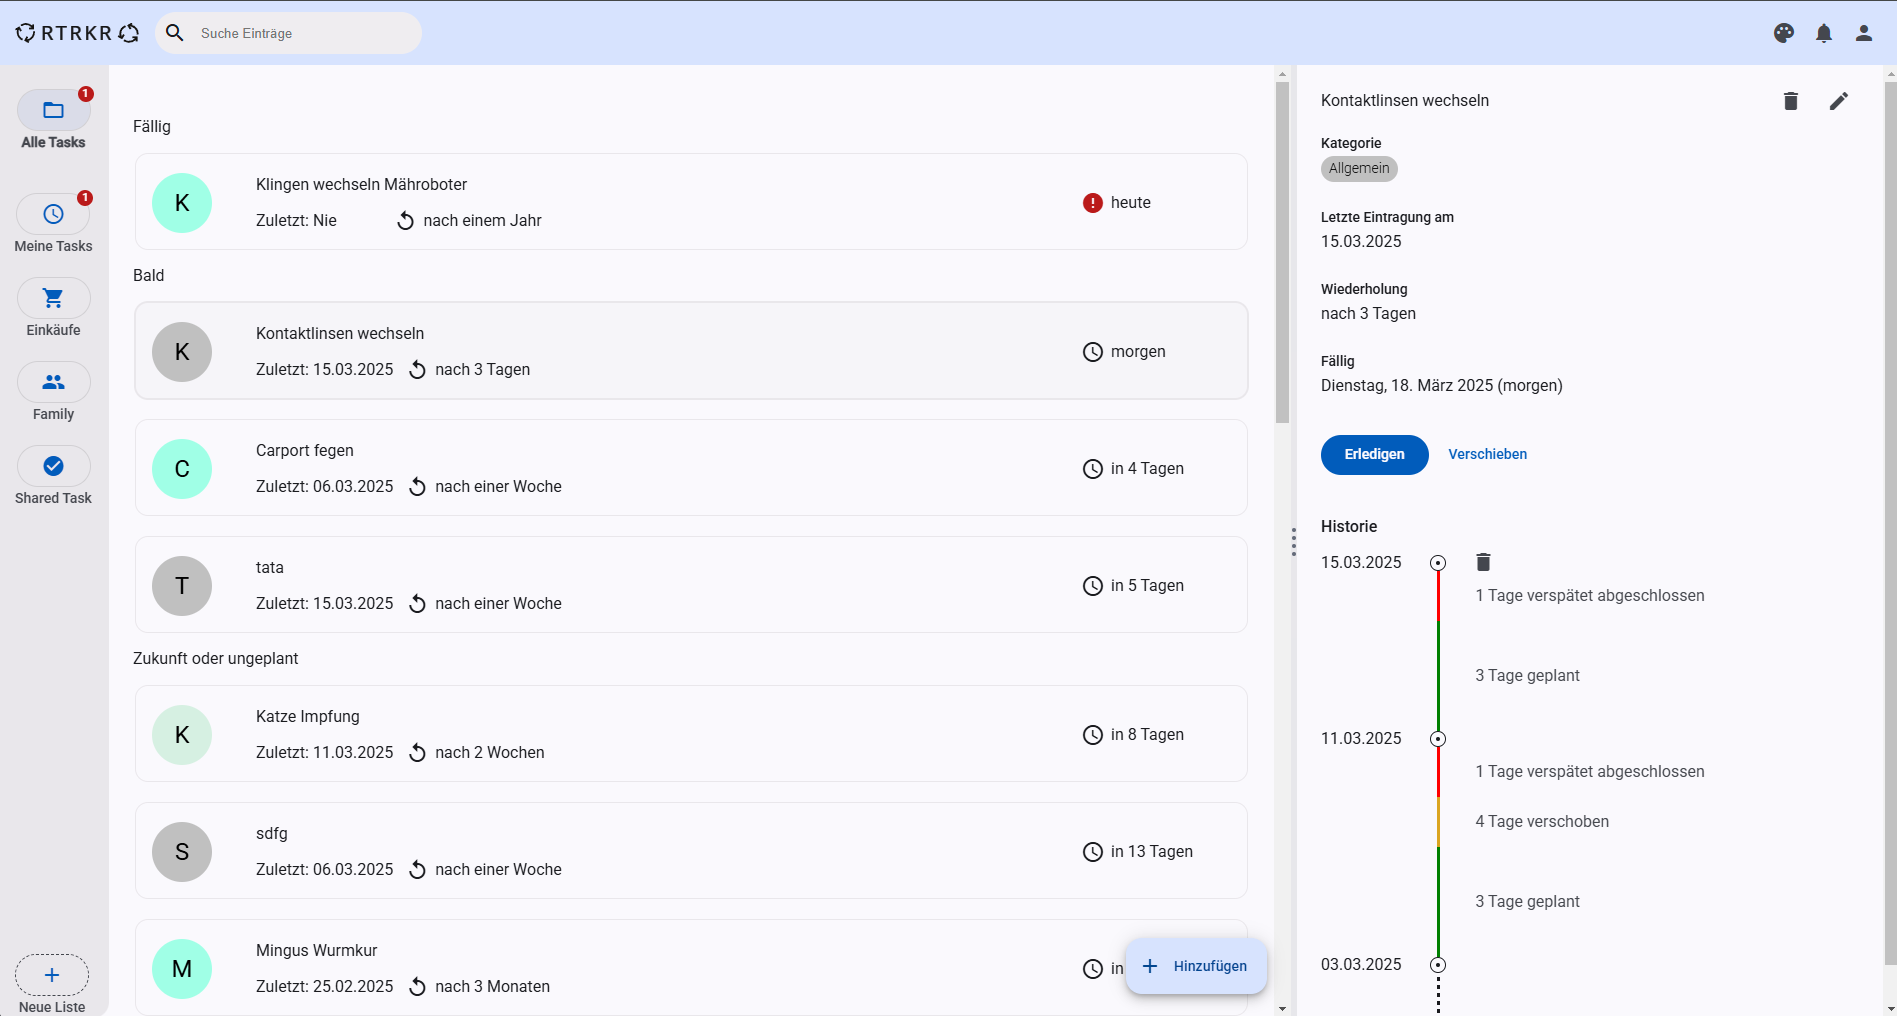 RTRKR
Suche Einträge
1
Alle Tasks
1
Meine Tasks
Einkäufe
Family
Shared Task
Neue Liste
Fällig
K
Klingen wechseln Mähroboter
Zuletzt: Nie nach einem Jahr
heute
Bald
K
Kontaktlinsen wechseln
Zuletzt: 15.03.2025 nach 3 Tagen
morgen
C
Carport fegen
Zuletzt: 06.03.2025 nach einer Woche
in 4 Tagen
T
tata
Zuletzt: 15.03.2025 nach einer Woche
in 5 Tagen
Zukunft oder ungeplant
K
Katze Impfung
Zuletzt: 11.03.2025 nach 2 Wochen
in 8 Tagen
S
sdfg
Zuletzt: 06.03.2025 nach einer Woche
in 13 Tagen
M
Mingus Wurmkur
Zuletzt: 25.02.2025 nach 3 Monaten
in
Hinzufügen
Kontaktlinsen wechseln
Kategorie
Allgemein
Letzte Eintragung am
15.03.2025
Wiederholung
nach 3 Tagen
Fällig
Dienstag, 18. März 2025 (morgen)
Erledigen Verschieben
Historie
15.03.2025
1 Tage verspätet abgeschlossen
3 Tage geplant
11.03.2025
1 Tage verspätet abgeschlossen
4 Tage verschoben
3 Tage geplant
03.03.2025